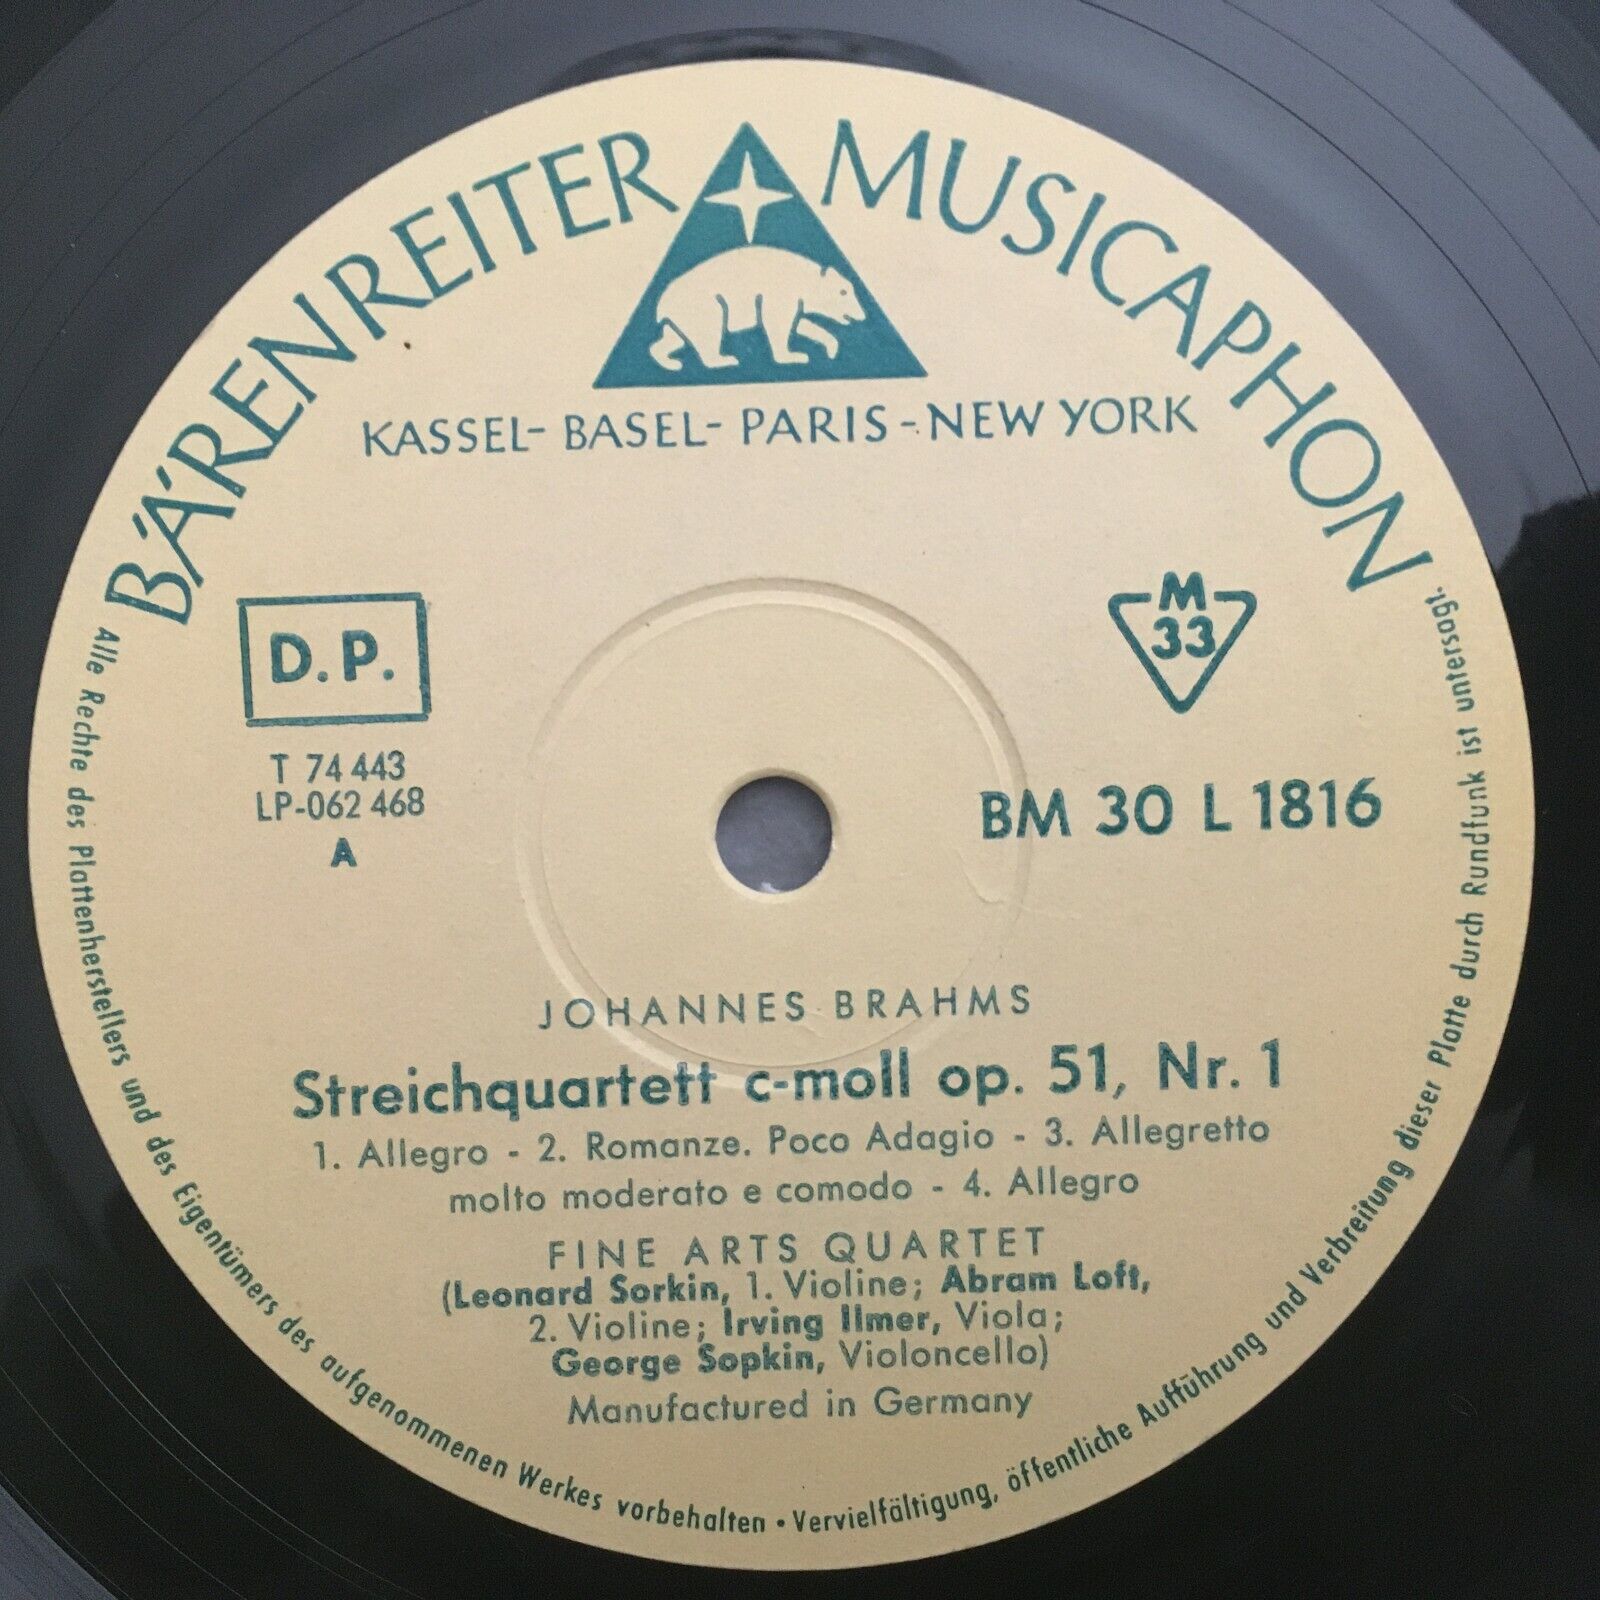 BÄRENREITER MUSICAPHON
KASSEL- BASEL- PARIS - NEW YORK
D.P.
M
33
T 74 443
LP-062 468
A
BM 30 L 1816
JOHANNES BRAHMS
Streichquartett c-moll op. 51, Nr. 1
1. Allegro - 2. Romanze. Poco Adagio - 3. Allegretto
molto moderato e comodo - 4. Allegro
FINE ARTS QUARTET
(Leonard Sorkin, 1. Violine; Abram Loft,
2. Violine; Irving Ilmer, Viola;
George Sopkin, Violoncello)
Manufactured in Germany
Alle Rechte des Plattenherstellers und des Eigentümers des aufgenommenen Werkes vorbehalten • Vervielfältigung, öffentliche Aufführung und Verbreitung dieser Platte durch Rundfunk ist untersagt.